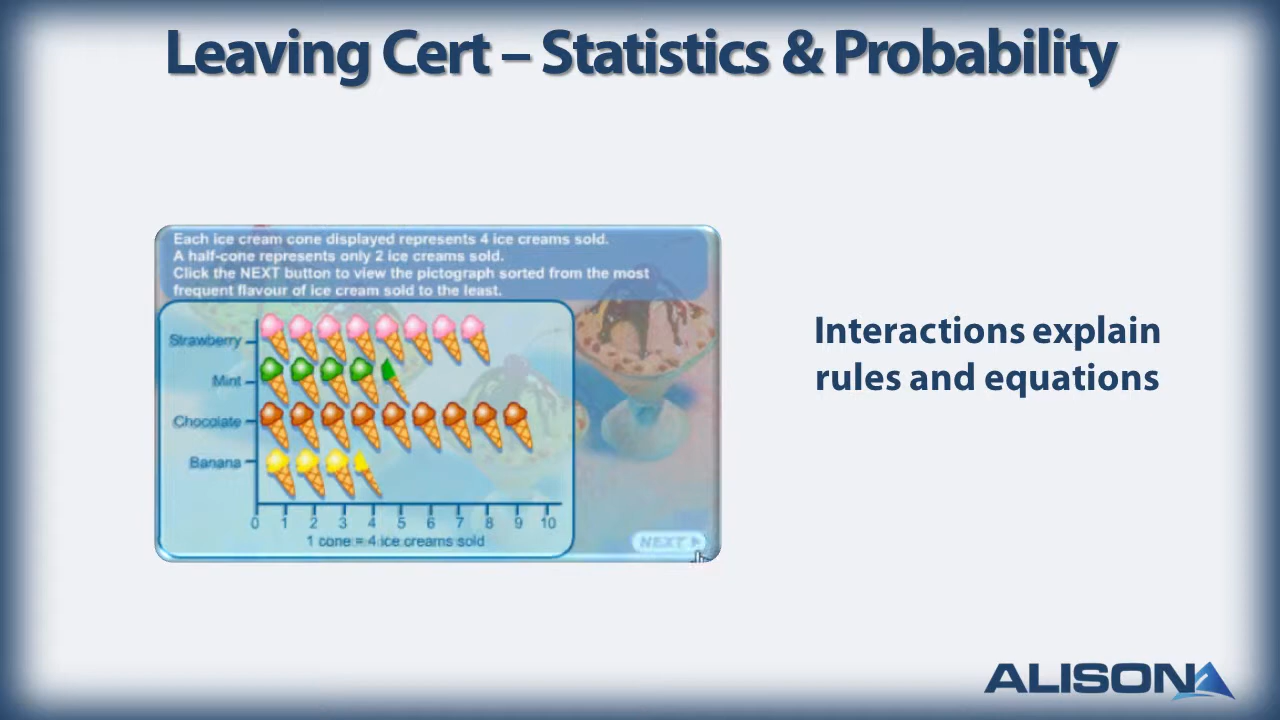 Leaving Cert – Statistics & Probability
Each ice cream cone displayed represents 4 ice creams sold.
A half-cone represents only 2 ice creams sold.
Click the NEXT button to view the pictograph sorted from the most
frequent flavour of ice cream sold to the least.
Strawberry
Mint
Chocolate
Banana
0 1 2 3 4 5 6 7 8 9 10
1 cone = 4 ice creams sold
NEXT
Interactions explain
rules and equations
ALISON